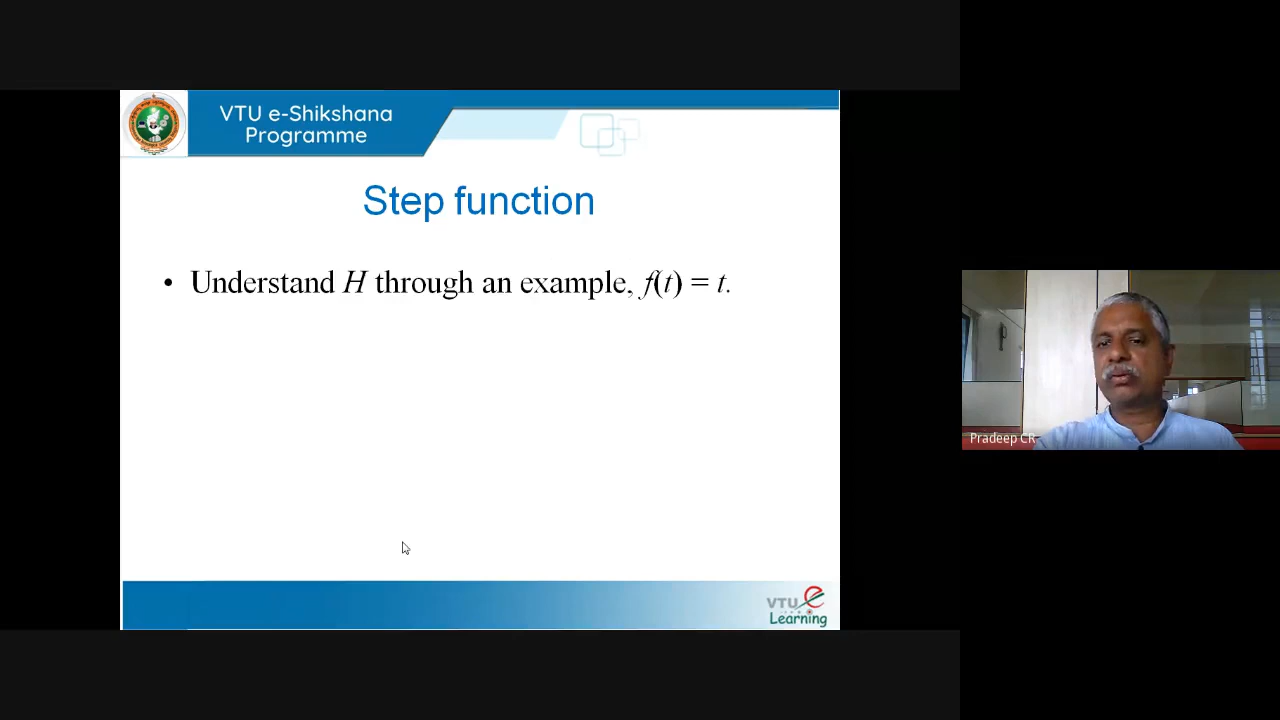 VTU e-Shikshana
Programme
Step function
• Understand H through an example, f(t) = t.
Pradeep CR
VTU e
Learning